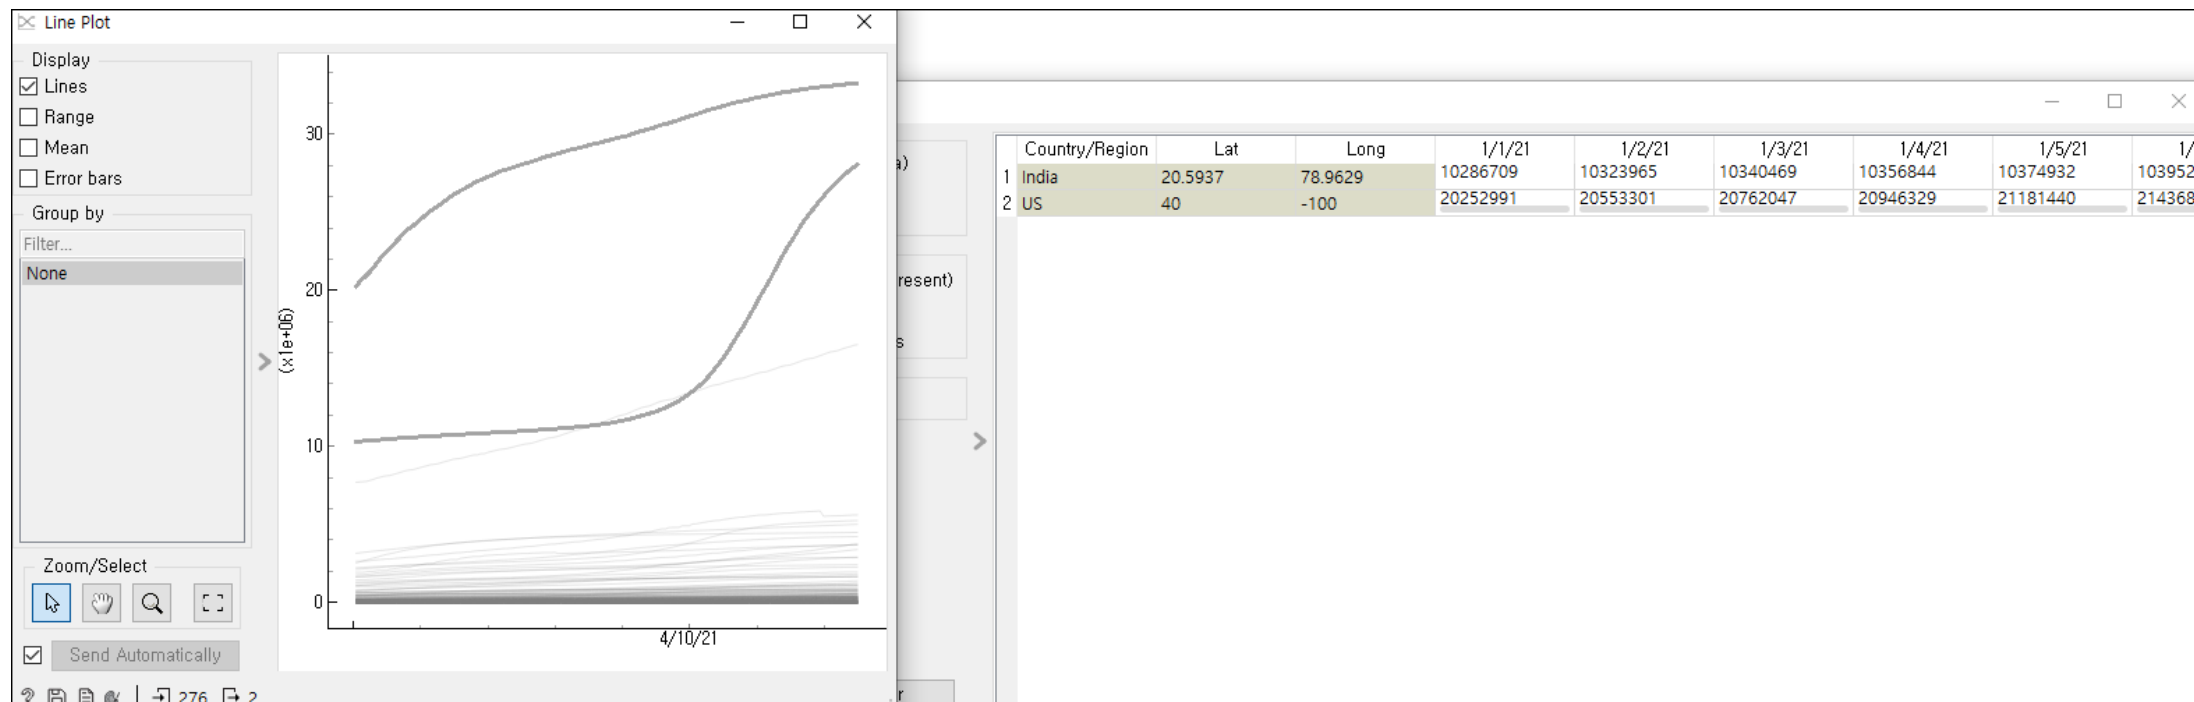 Line Plot
Display
Lines
Range
Mean
Error bars
Group by
Filter...
None
Zoom/Select
Send Automatically
276 2
30
20
10
0
(x1e+06)
4/10/21
a)
resent)
s
r
Country/Region Lat Long 1/1/21 1/2/21 1/3/21 1/4/21 1/5/21 1/
1 India 20.5937 78.9629 10286709 10323965 10340469 10356844 10374932 103952
2 US 40 -100 20252991 20553301 20762047 20946329 21181440 214368